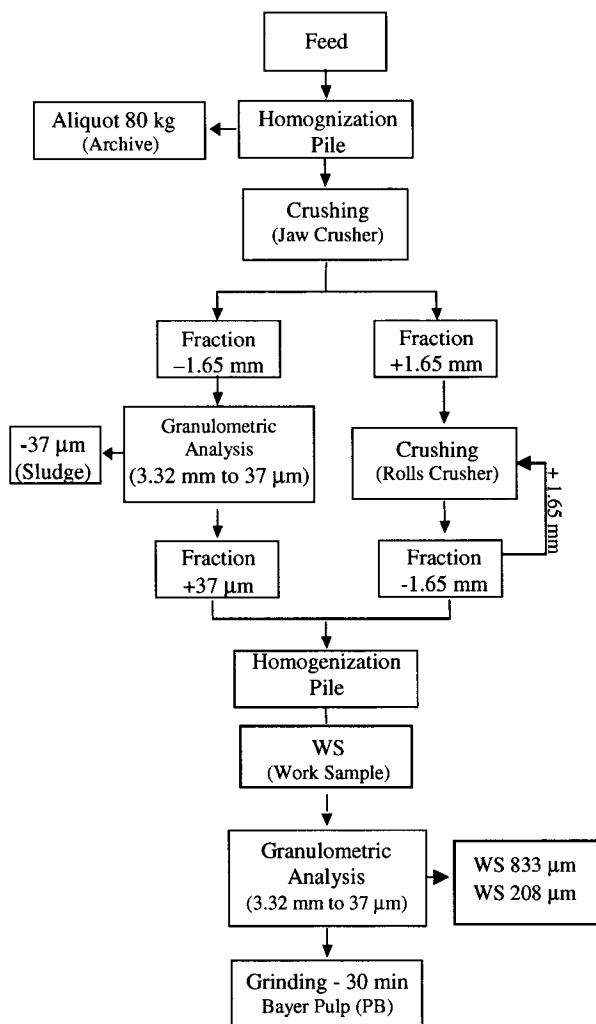 Feed
Aliquot 80 kg
(Archive)
Homognization
Pile
Crushing
(Jaw Crusher)
Fraction
–1.65 mm
Fraction
+1.65 mm
-37 µm
(Sludge)
Granulometric
Analysis
(3.32 mm to 37 µm)
Crushing
(Rolls Crusher)
+ 1.65 mm
Fraction
+37 µm
Fraction
-1.65 mm
Homogenization
Pile
WS
(Work Sample)
Granulometric
Analysis
(3.32 mm to 37 µm)
WS 833 µm
WS 208 µm
Grinding - 30 min
Bayer Pulp (PB)